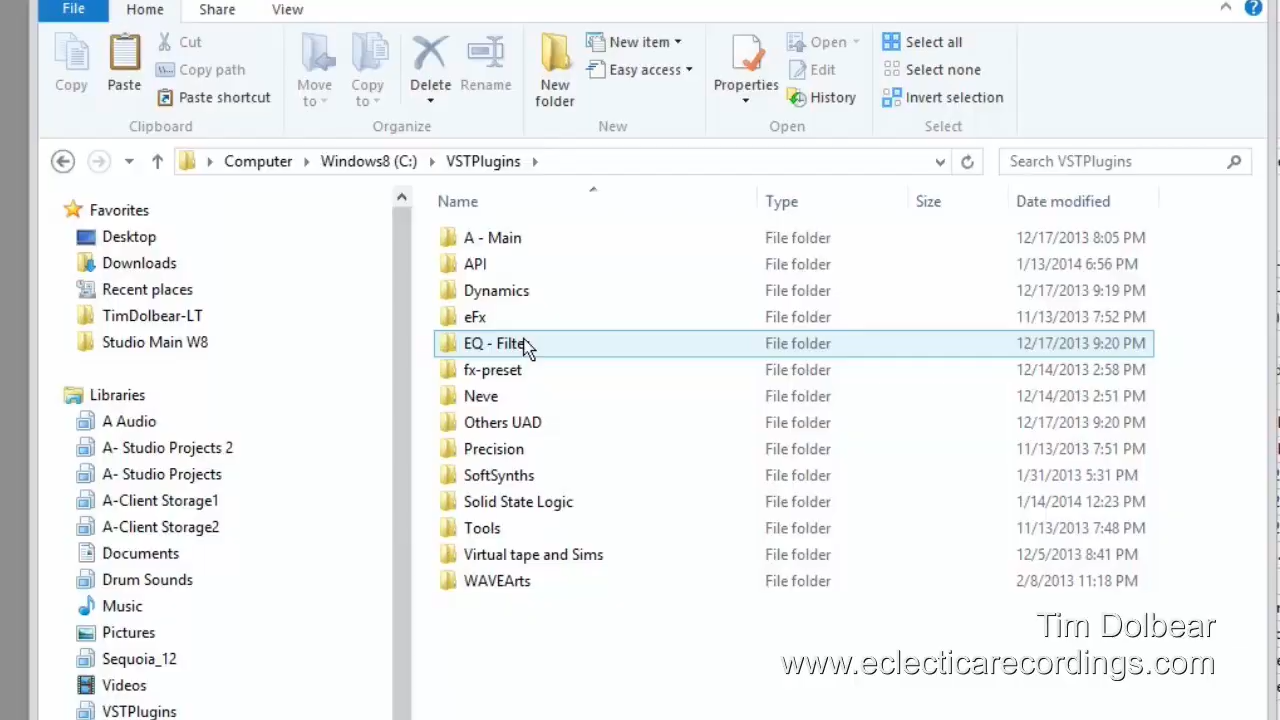 File Home Share View
Copy
Paste
Cut
Copy path
Paste shortcut
Clipboard
Move to
Copy to
Delete
Rename
Organize
New folder
New item
Easy access
New
Properties
Open
Edit
History
Open
Select all
Select none
Invert selection
Select
Computer Windows8 (C:) VSTPlugins
Search VSTPlugins
Favorites
Desktop
Downloads
Recent places
TimDolbear-LT
Studio Main W8
Libraries
A Audio
A- Studio Projects 2
A- Studio Projects
A-Client Storage1
A-Client Storage2
Documents
Drum Sounds
Music
Pictures
Sequoia_12
Videos
VSTPlugins
Name Type Size Date modified
A - Main File folder 12/17/2013 8:05 PM
API File folder 1/13/2014 6:56 PM
Dynamics File folder 12/17/2013 9:19 PM
eFx File folder 11/13/2013 7:52 PM
EQ - Filte File folder 12/17/2013 9:20 PM
fx-preset File folder 12/14/2013 2:58 PM
Neve File folder 12/14/2013 2:51 PM
Others UAD File folder 12/17/2013 9:20 PM
Precision File folder 11/13/2013 7:51 PM
SoftSynths File folder 1/31/2013 5:31 PM
Solid State Logic File folder 1/14/2014 12:23 PM
Tools File folder 11/13/2013 7:48 PM
Virtual tape and Sims File folder 12/5/2013 8:41 PM
WAVEArts File folder 2/8/2013 11:18 PM
Tim Dolbear
www.eclecticarecordings.com